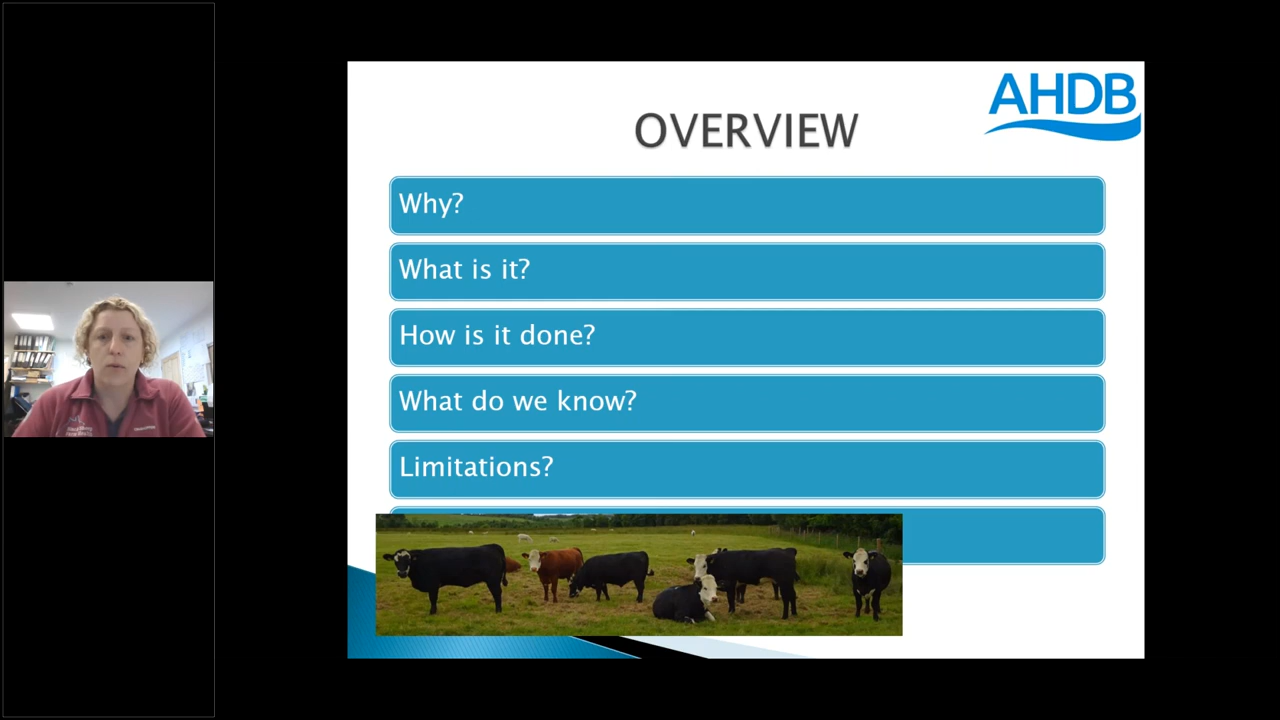 AHDB
OVERVIEW
Why?
What is it?
How is it done?
What do we know?
Limitations?